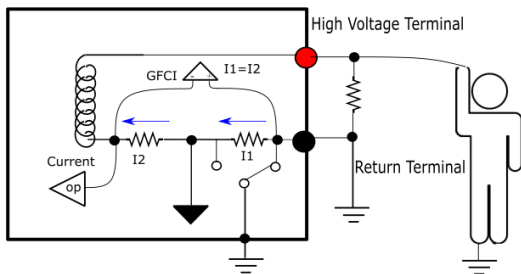 High Voltage Terminal
GFCI
I1=I2
- +
I2
I1
Current
op
Return Terminal